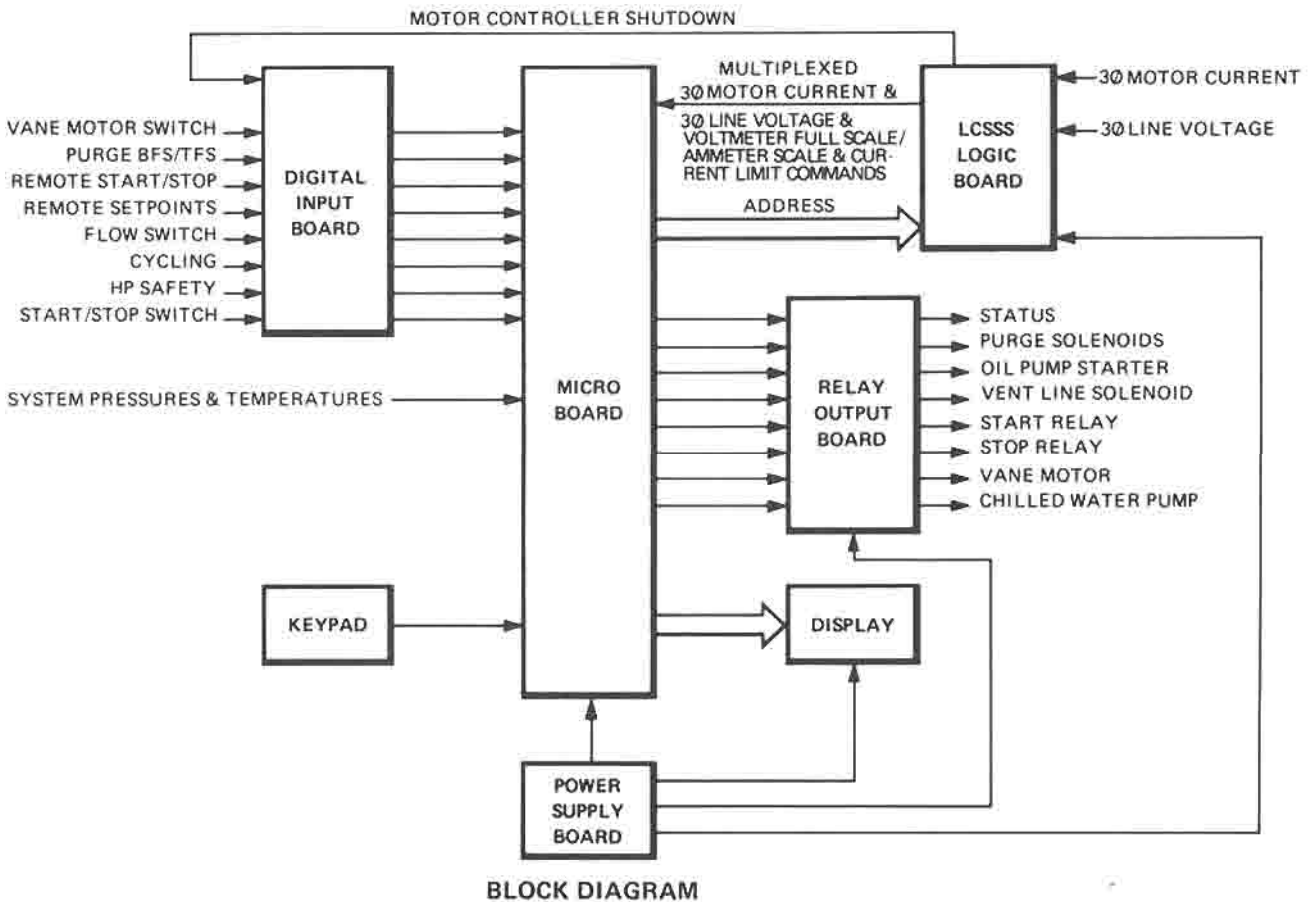 MOTOR CONTROLLER SHUTDOWN
VANE MOTOR SWITCH
PURGE BFS/TFS
REMOTE START/STOP
REMOTE SETPOINTS
FLOW SWITCH
CYCLING
HP SAFETY
START/STOP SWITCH
DIGITAL
INPUT
BOARD
SYSTEM PRESSURES & TEMPERATURES
KEYPAD
MICRO
BOARD
MULTIPLEXED
3Ø MOTOR CURRENT &
3Ø LINE VOLTAGE &
VOLTMETER FULL SCALE/
AMMETER SCALE & CUR-
RENT LIMIT COMMANDS
ADDRESS
LCSSS
LOGIC
BOARD
3Ø MOTOR CURRENT
3Ø LINE VOLTAGE
RELAY
OUTPUT
BOARD
STATUS
PURGE SOLENOIDS
OIL PUMP STARTER
VENT LINE SOLENOID
START RELAY
STOP RELAY
VANE MOTOR
CHILLED WATER PUMP
DISPLAY
POWER
SUPPLY
BOARD
BLOCK DIAGRAM